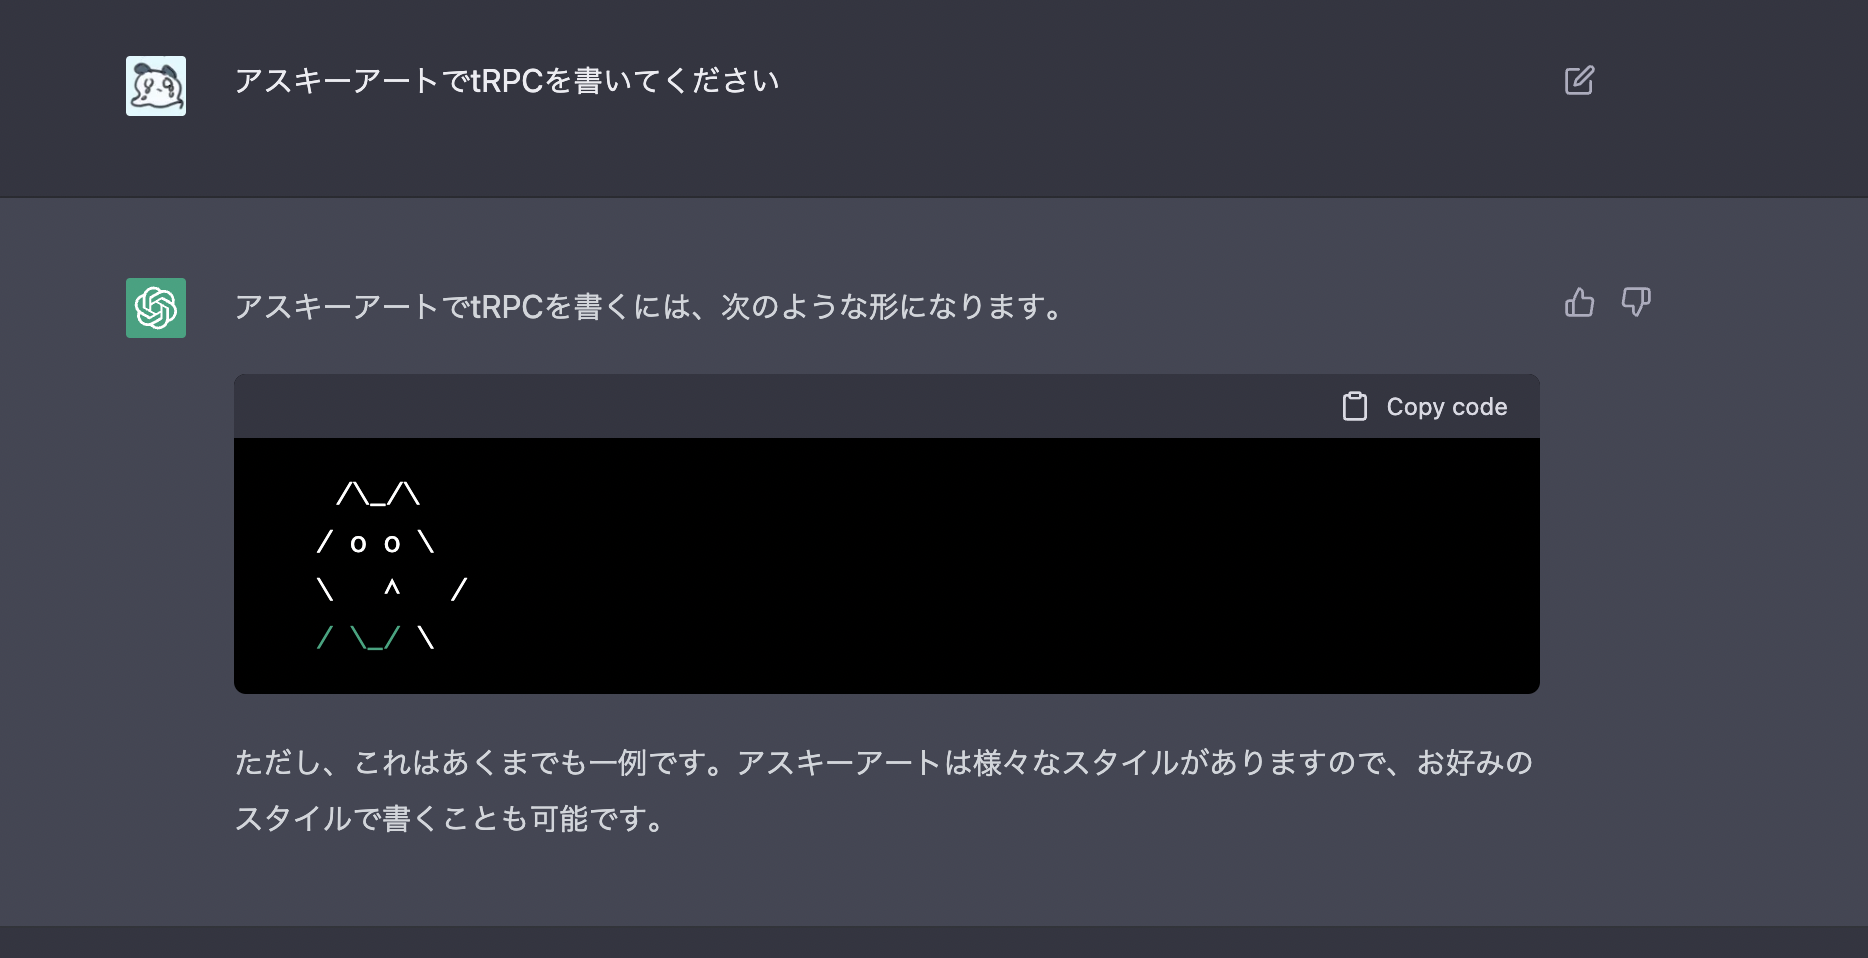 アスキーアートでtRPCを書いてください
アスキーアートでtRPCを書くには、次のような形になります。
Copy code
 /\_/\
/ o o \
\   ^   /
/ \_/ \
ただし、これはあくまでも一例です。アスキーアートは様々なスタイルがありますので、お好みの
スタイルで書くことも可能です。